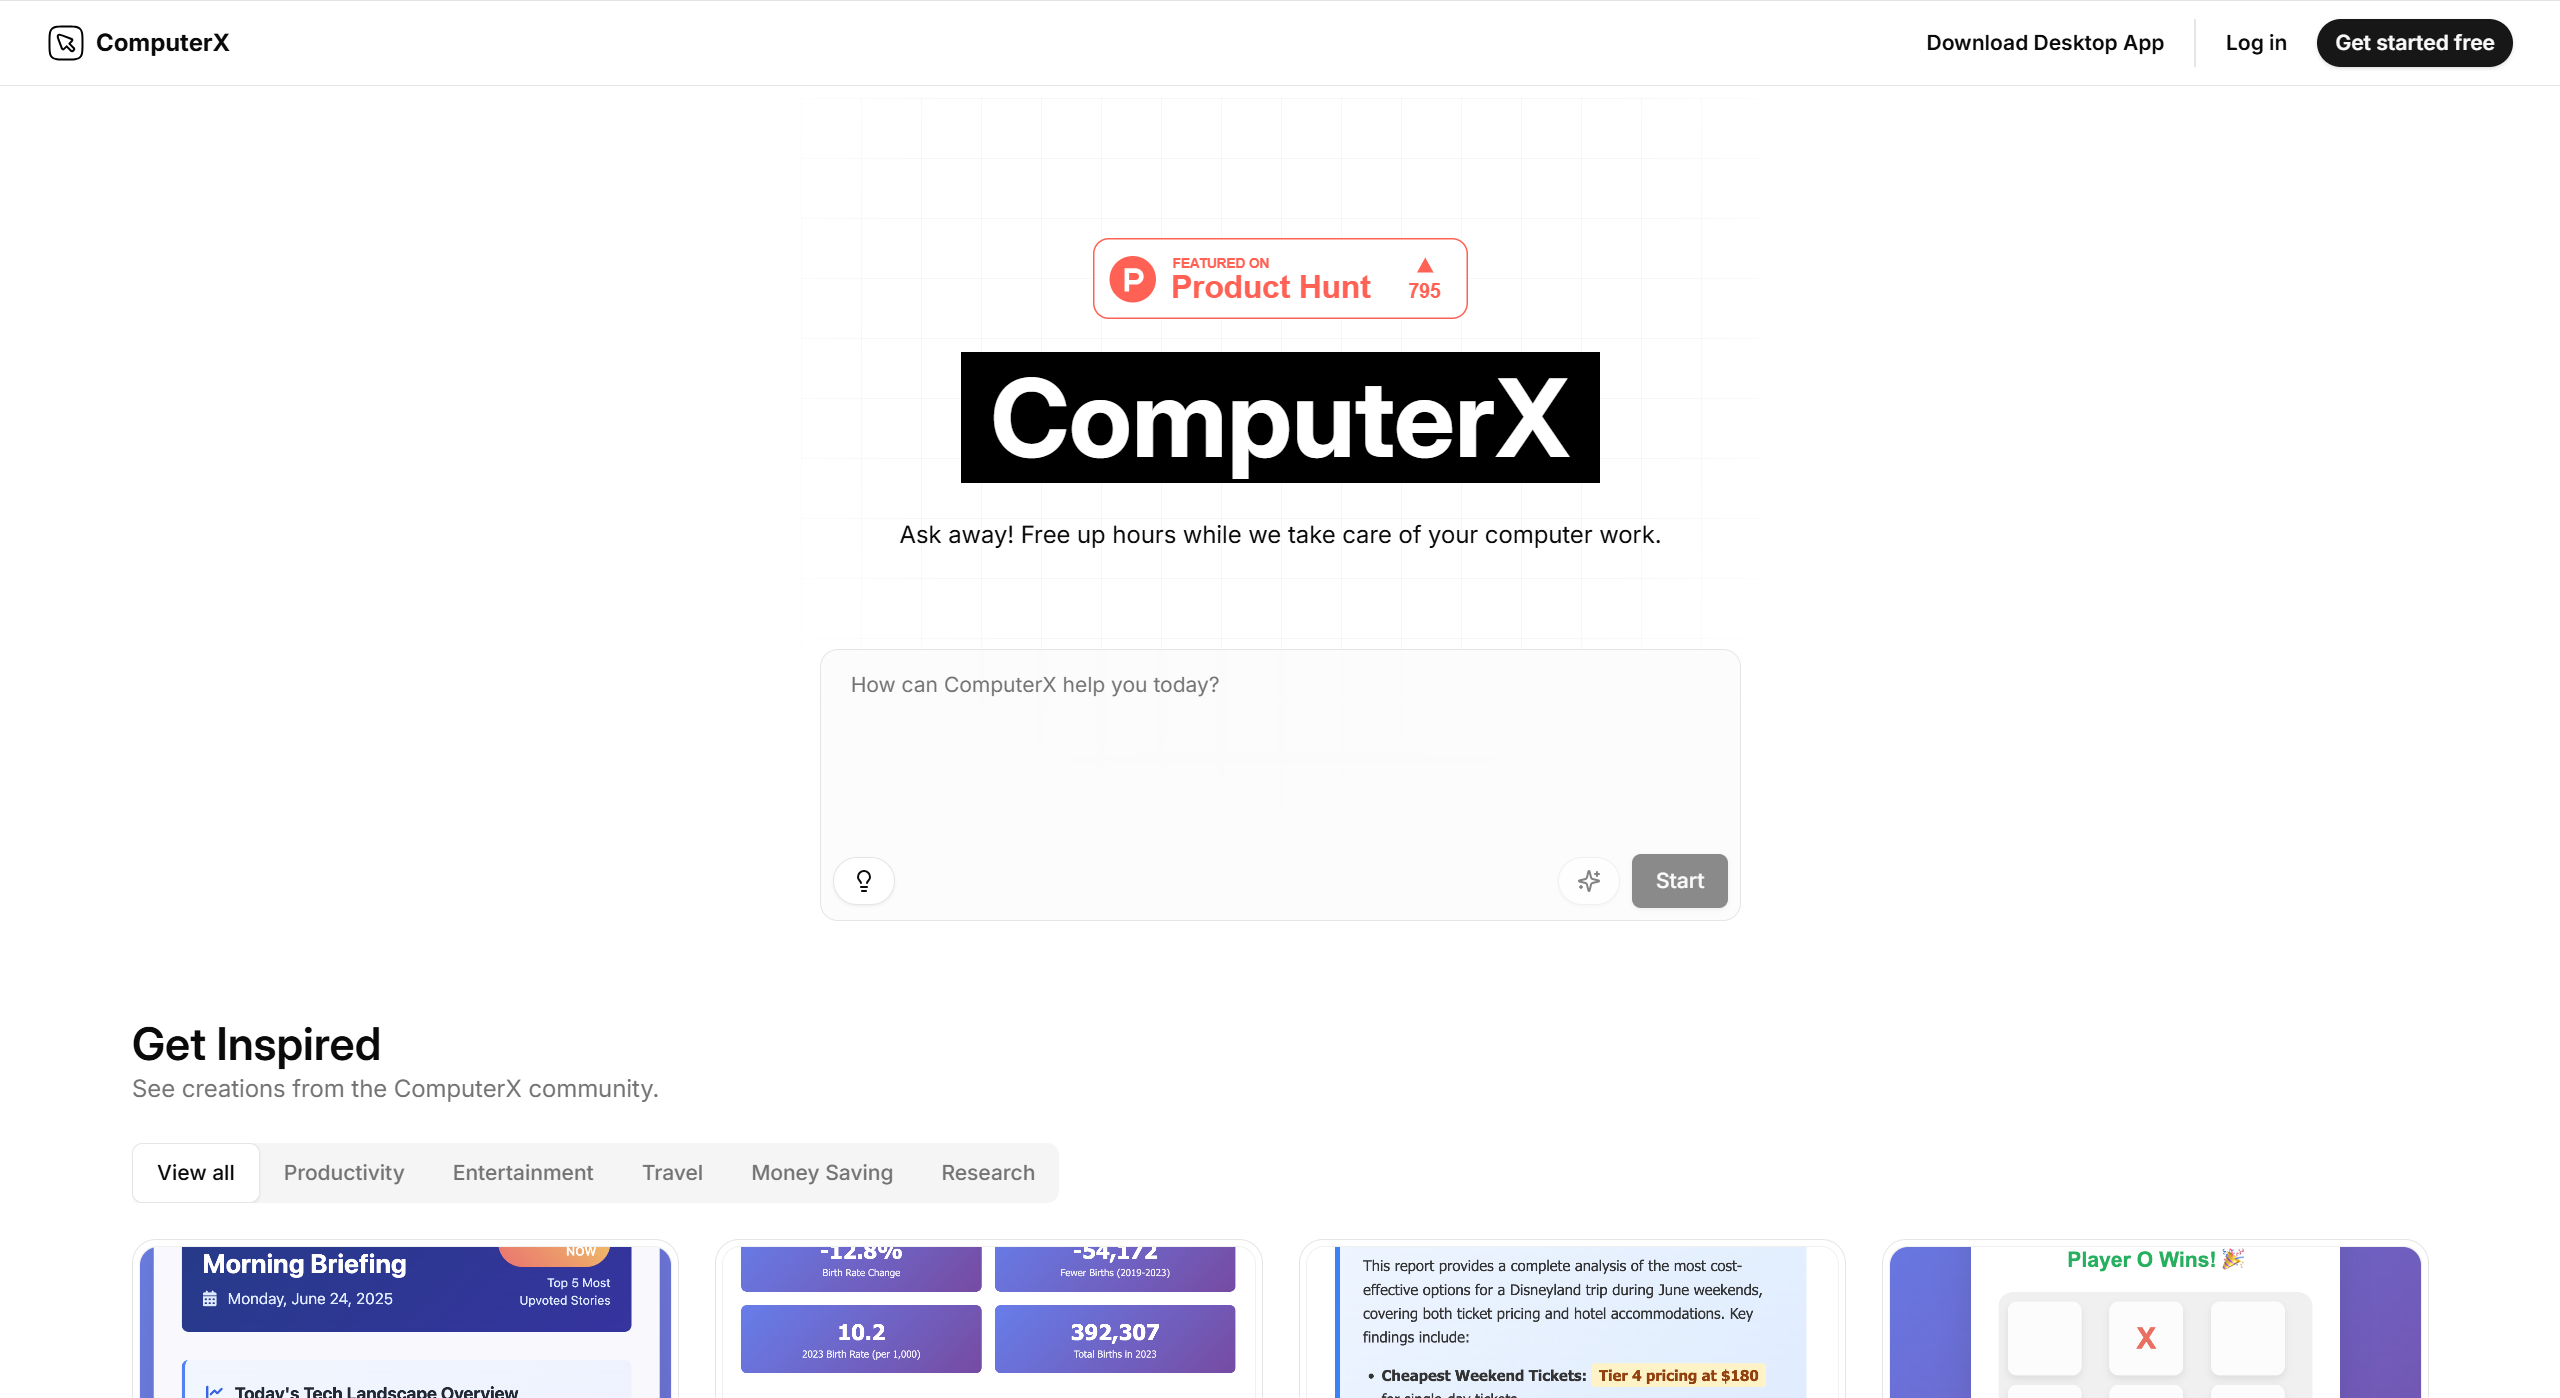 ComputerX
Download Desktop App
Log in
Get started free
P
FEATURED ON
Product Hunt
795
ComputerX
Ask away! Free up hours while we take care of your computer work.
How can ComputerX help you today?
Start
Get Inspired
See creations from the ComputerX community.
View all
Productivity
Entertainment
Travel
Money Saving
Research
Morning Briefing
NOW
Monday, June 24, 2025
Top 5 Most
Upvoted Stories
Today's Tech Landscape Overview
-12.8%
Birth Rate Change
-54,172
Fewer Births (2019-2023)
10.2
2023 Birth Rate (per 1,000)
392,307
Total Births in 2023
This report provides a complete analysis of the most cost-
effective options for a Disneyland trip during June weekends,
covering both ticket pricing and hotel accommodations. Key
findings include:
• Cheapest Weekend Tickets: Tier 4 pricing at $180
for single-day tickets
Player O Wins! 🎉
X